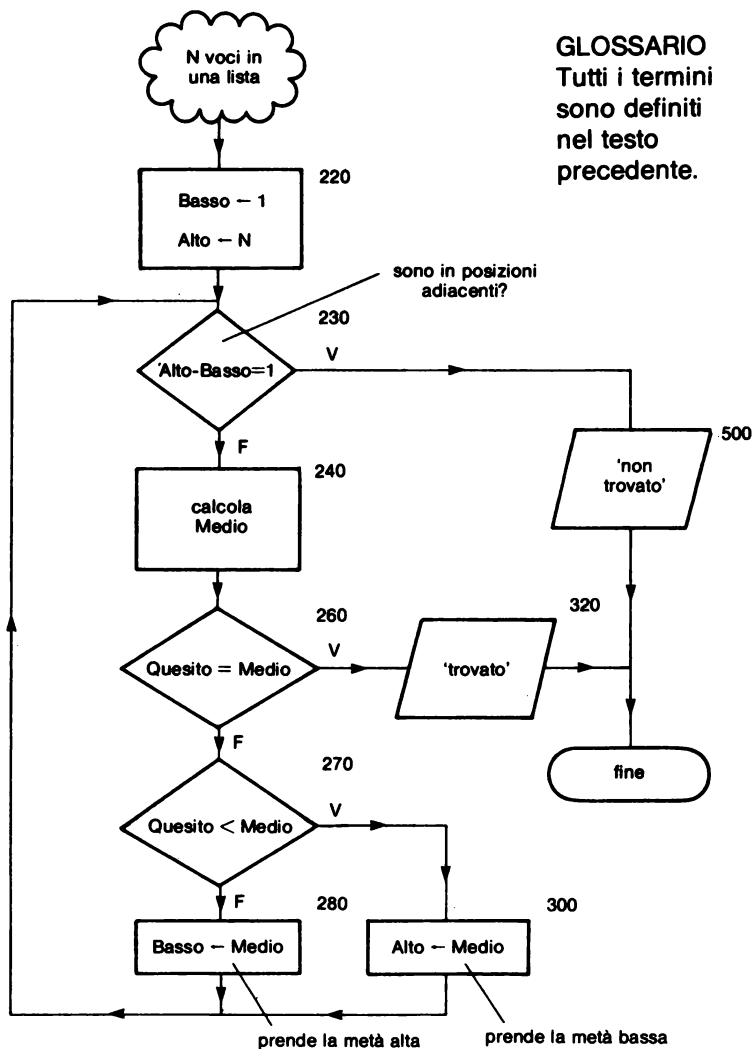 N voci in
una lista
GLOSSARIO
Tutti i termini
sono definiti
nel testo
precedente.
220
Basso ← 1
Alto ← N
sono in posizioni
adiacenti?
230
'Alto-Basso=1
V
F
500
'non
trovato'
240
calcola
Medio
260
Quesito = Medio
V
F
320
'trovato'
fine
270
Quesito < Medio
V
F
280
Basso ← Medio
300
Alto ← Medio
prende la metà alta
prende la metà bassa